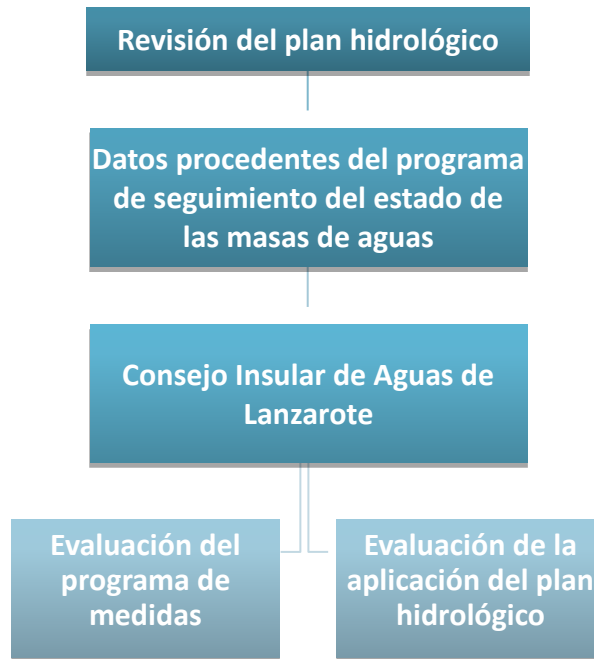 Revisión del plan hidrológico
Datos procedentes del programa
de seguimiento del estado de
las masas de aguas
Consejo Insular de Aguas de
Lanzarote
Evaluación del
programa de
medidas
Evaluación de la
aplicación del plan
hidrológico